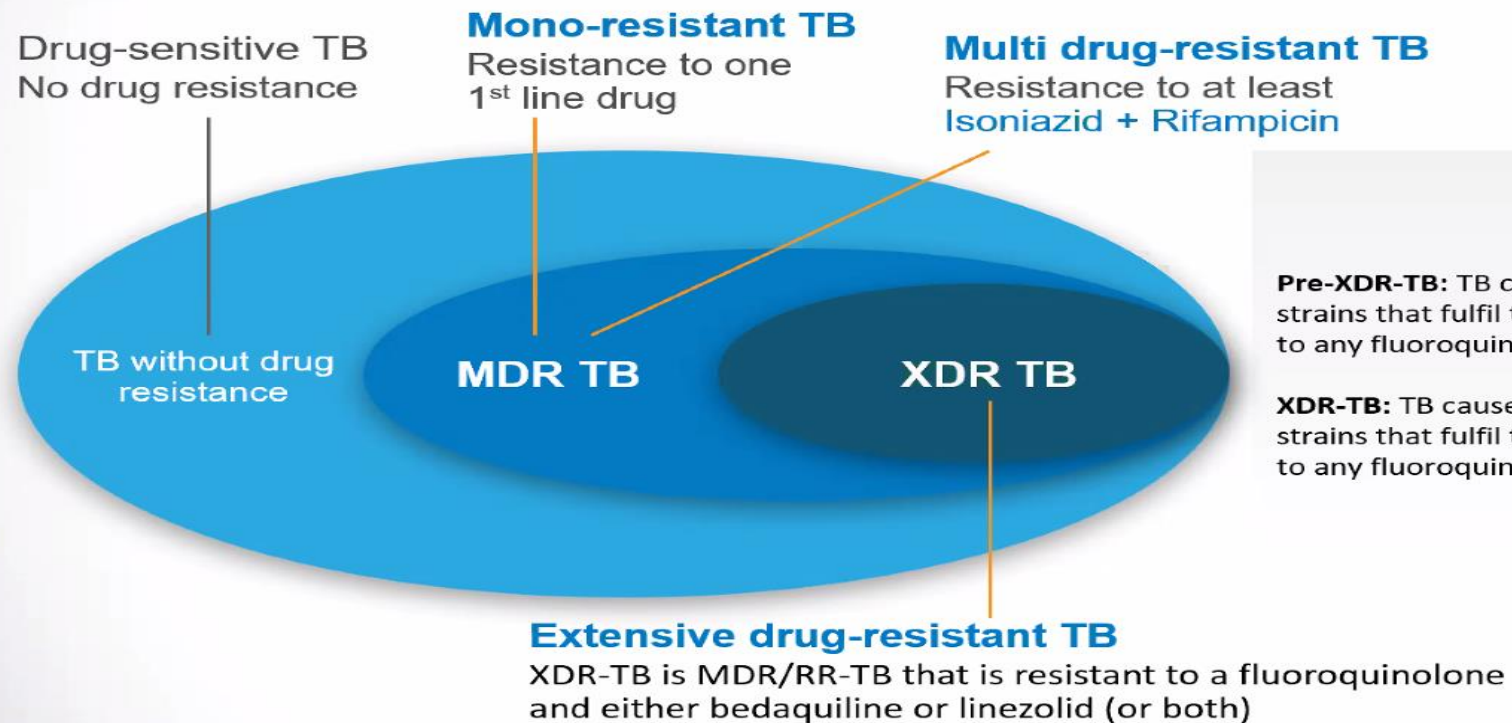 Drug-sensitive TB
No drug resistance
Mono-resistant TB
Resistance to one
1st line drug
Multi drug-resistant TB
Resistance to at least
Isoniazid + Rifampicin
TB without drug
resistance
MDR TB
XDR TB
Pre-XDR-TB: TB
strains that fulfil
to any
XDR-TB: TB
strains that fulfil
to any
Extensive drug-resistant TB
XDR-TB is MDR/RR-TB that is resistant to a fluoroquinolone
and either bedaquiline or linezolid (or both)